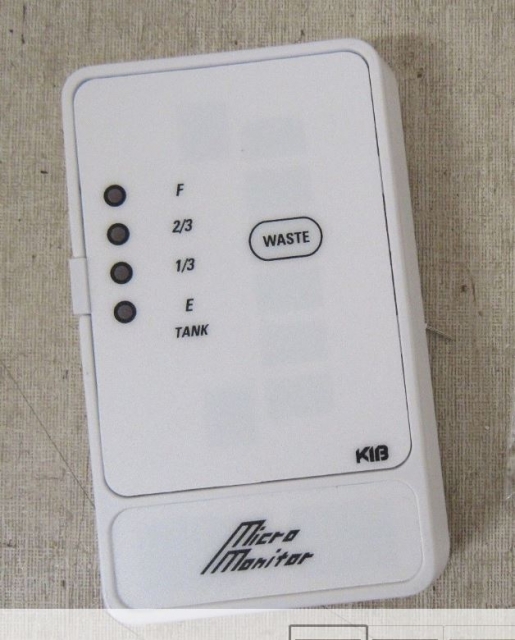 F
2/3
WASTE
1/3
E
TANK
KIB
Micro
Monitor